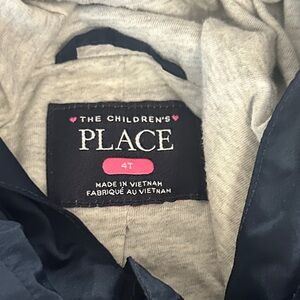 THE CHILDREN'S
PLACE
4T
MADE IN VIETNAM
FABRIQUÉ AU VIETNAM